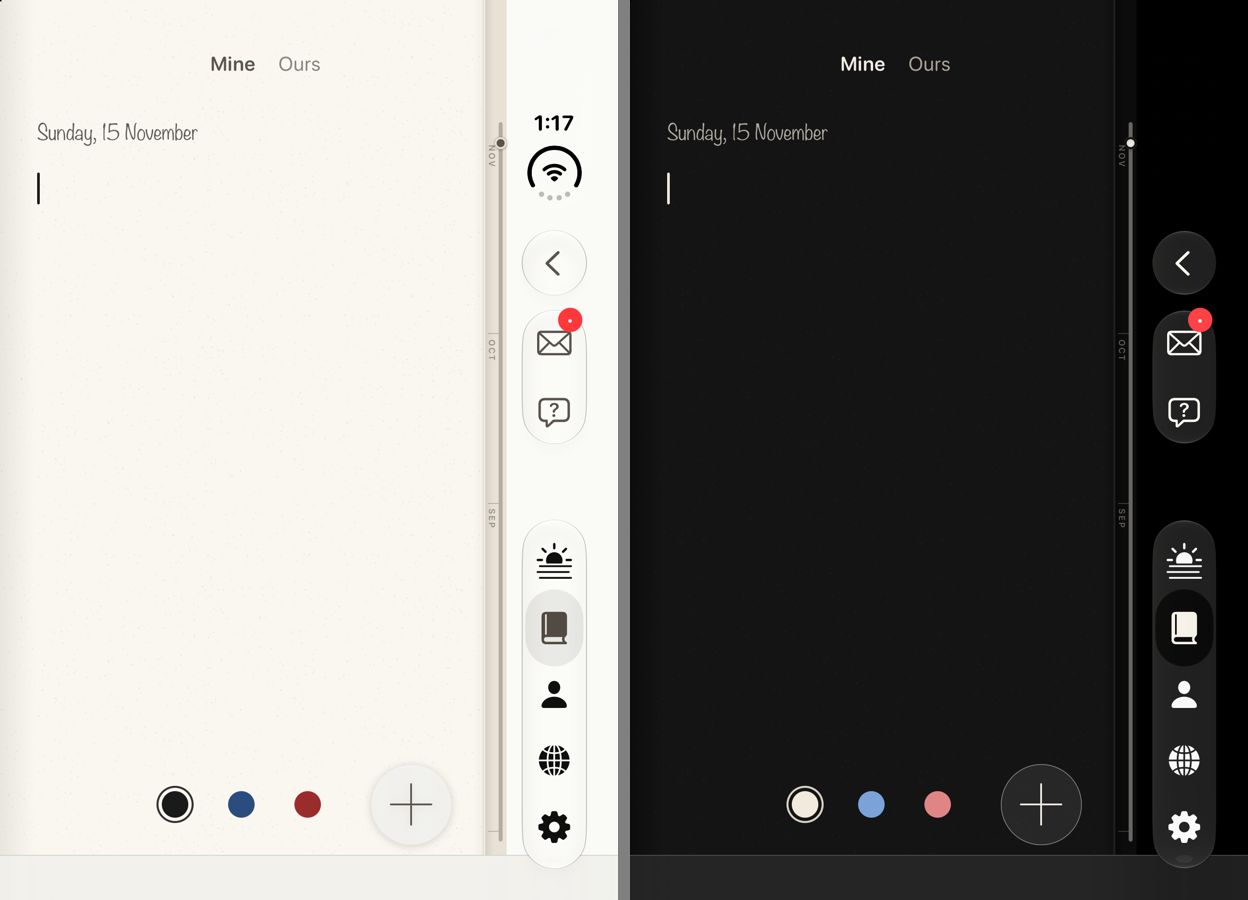 Mine Ours
Sunday, 15 November
NOV
OCT
SEP
1:17
?
Mine Ours
Sunday, 15 November
NOV
OCT
SEP
?